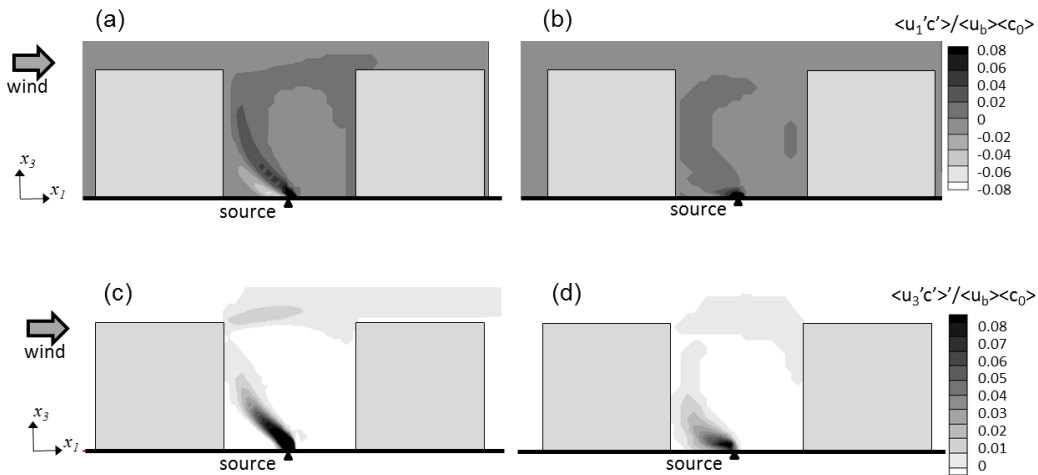 (a)
(b)
<u₁'c'>/<u_b><c₀>
wind
0.08
0.06
0.04
0.02
0
-0.02
-0.04
-0.06
-0.08
x₃
x₁
source
source
(c)
(d)
<u₃'c'>'/<u_b><c₀>
wind
0.08
0.07
0.06
0.05
0.04
0.03
0.02
0.01
0
x₃
x₁
source
source